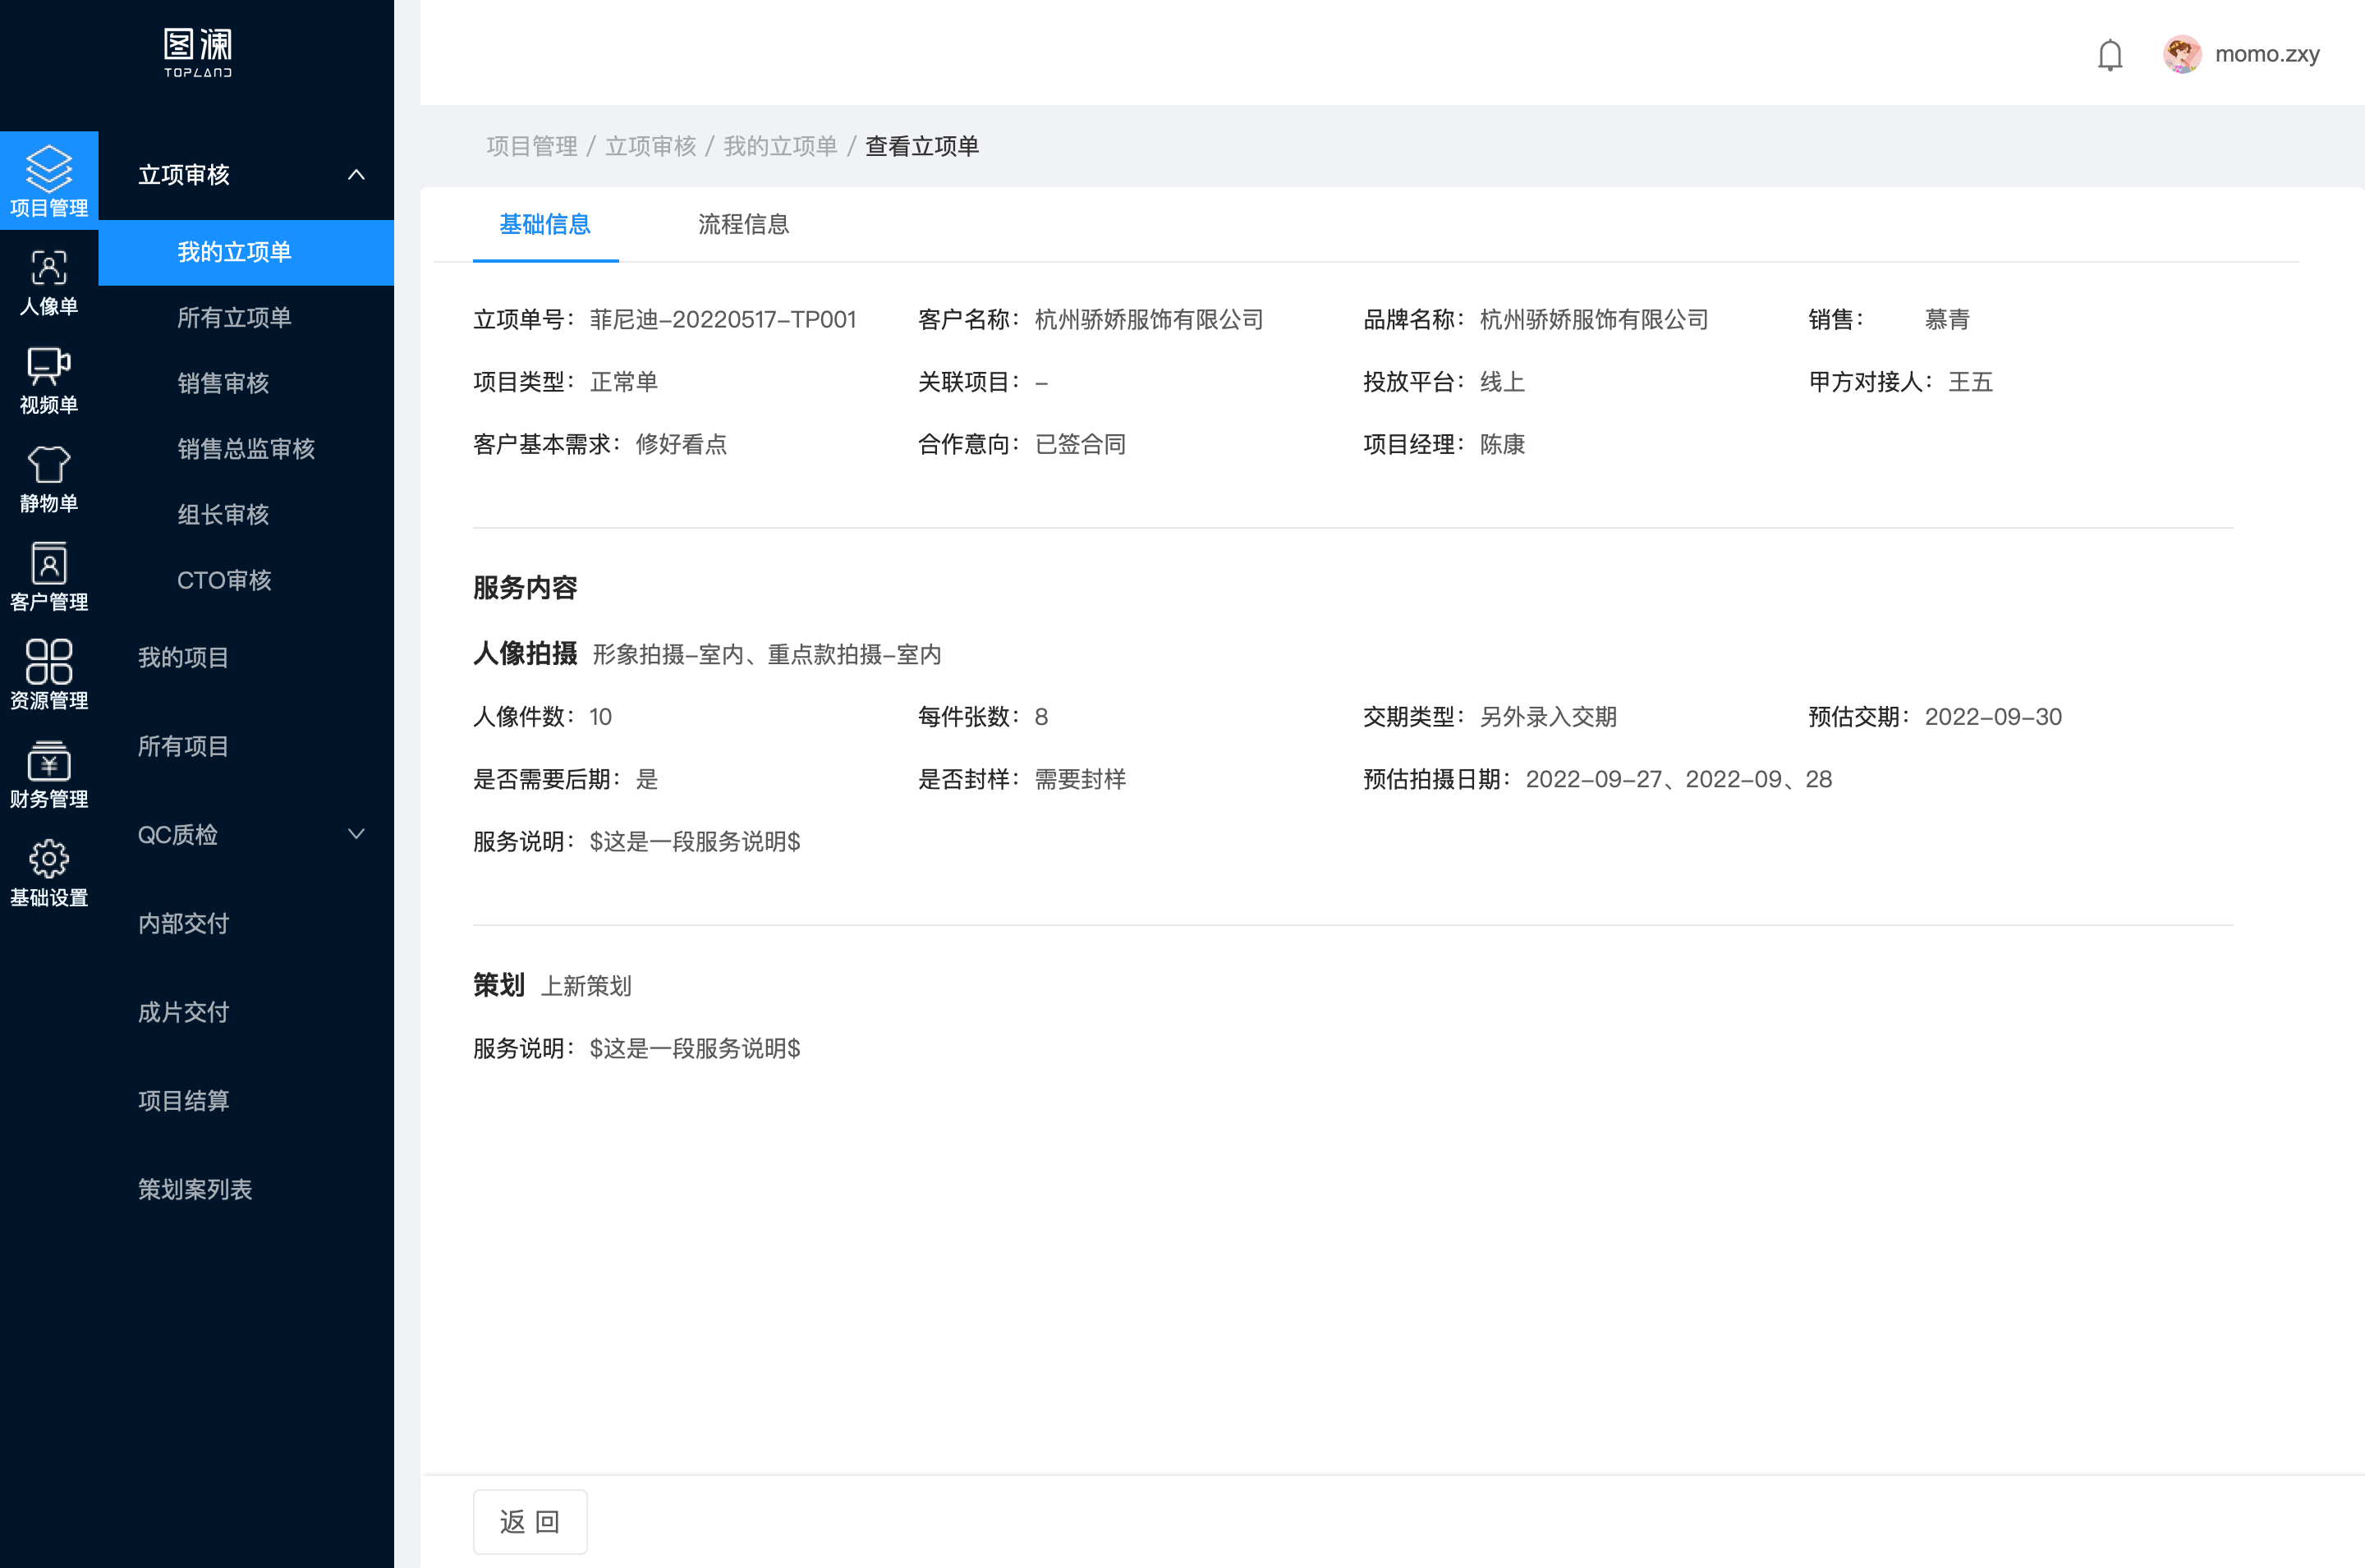 图澜
TOPLAND
momo.zxy
项目管理
人像单
视频单
静物单
客户管理
资源管理
财务管理
基础设置
立项审核
我的立项单
所有立项单
销售审核
销售总监审核
组长审核
CTO审核
我的项目
所有项目
QC质检
内部交付
成片交付
项目结算
策划案列表
项目管理 / 立项审核 / 我的立项单 / 查看立项单
基础信息 流程信息
立项单号： 菲尼迪-20220517-TP001 客户名称： 杭州骄娇服饰有限公司 品牌名称： 杭州骄娇服饰有限公司 销售： 慕青
项目类型： 正常单 关联项目： - 投放平台： 线上 甲方对接人： 王五
客户基本需求： 修好看点 合作意向： 已签合同 项目经理： 陈康
服务内容
人像拍摄 形象拍摄-室内、重点款拍摄-室内
人像件数： 10 每件张数： 8 交期类型： 另外录入交期 预估交期： 2022-09-30
是否需要后期： 是 是否封样： 需要封样 预估拍摄日期： 2022-09-27、2022-09、28
服务说明： $这是一段服务说明$
策划 上新策划
服务说明： $这是一段服务说明$
返 回